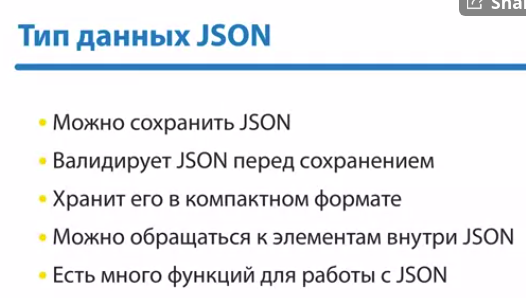 Тип данных JSON
Можно сохранить JSON
Валидирует JSON перед сохранением
Хранит его в компактном формате
Можно обращаться к элементам внутри JSON
Есть много функций для работы с JSON